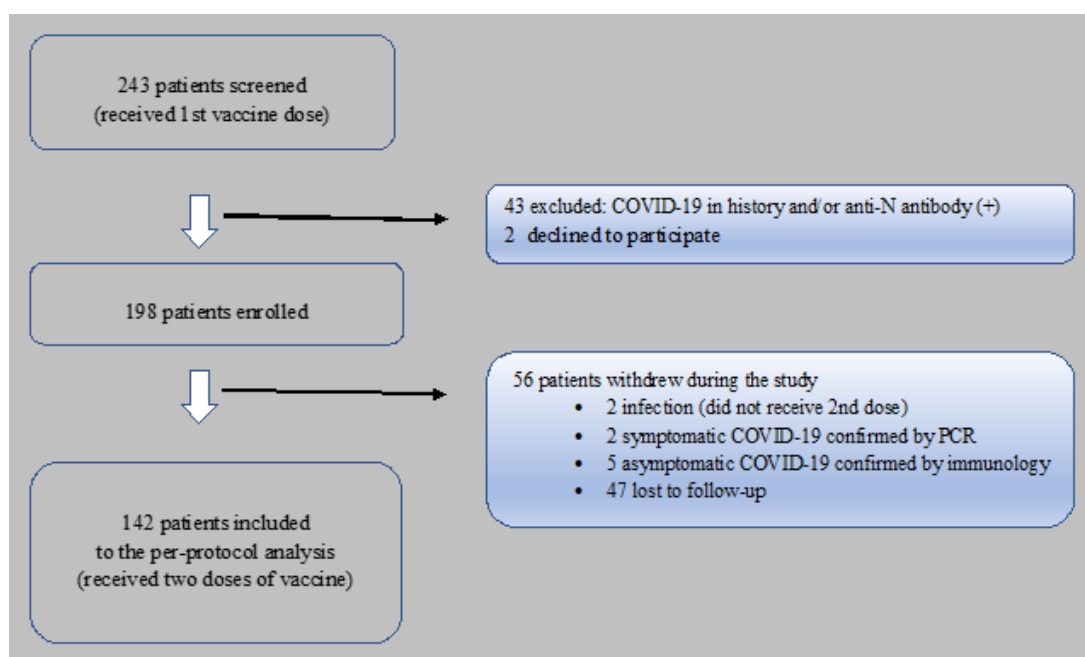 243 patients screened
(received 1st vaccine dose)
43 excluded: COVID-19 in history and/or anti-N antibody (+)
2 declined to participate
198 patients enrolled
56 patients withdrew during the study
• 2 infection (did not receive 2nd dose)
• 2 symptomatic COVID-19 confirmed by PCR
• 5 asymptomatic COVID-19 confirmed by immunology
• 47 lost to follow-up
142 patients included
to the per-protocol analysis
(received two doses of vaccine)